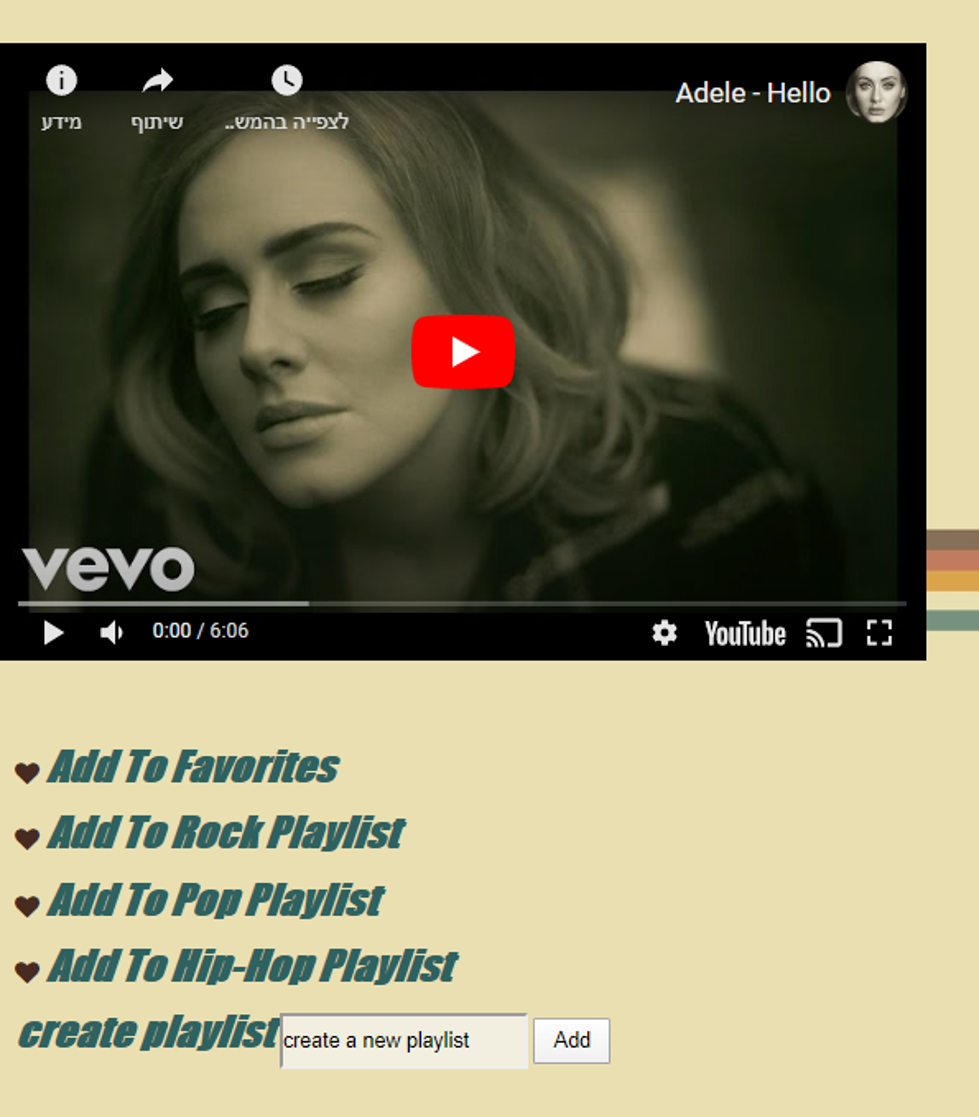 Adele - Hello
מידע
שיתוף
לצפייה בהמש..
vevo
0:00 / 6:06
YouTube
Add To Favorites
Add To Rock Playlist
Add To Pop Playlist
Add To Hip-Hop Playlist
create playlist create a new playlist Add